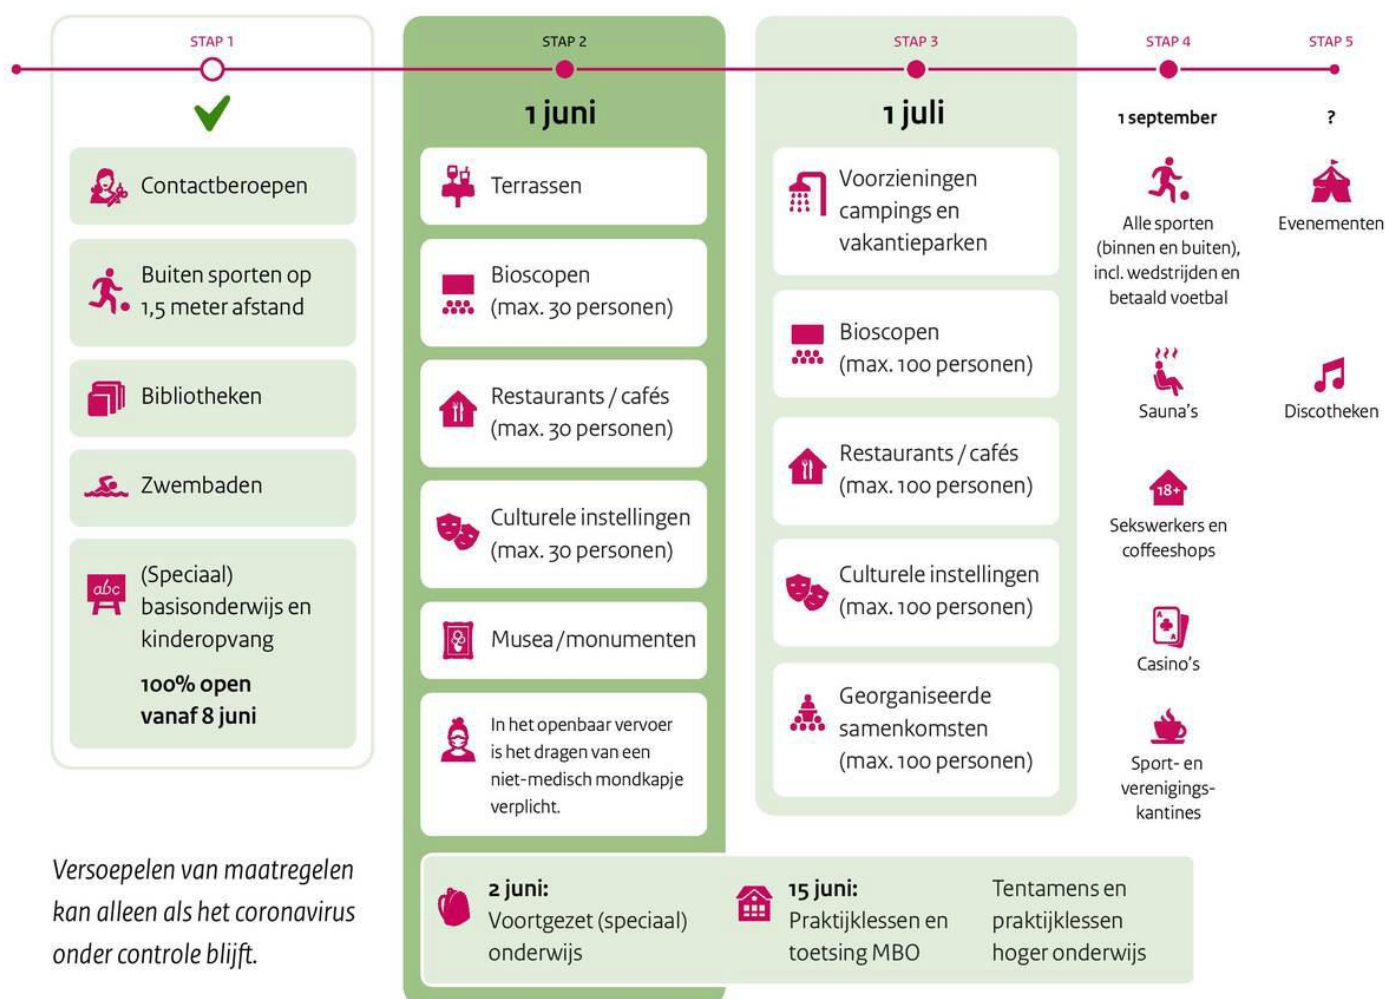 STAP 1
Contactberoepen
Buiten sporten op
1,5 meter afstand
Bibliotheken
Zwembaden
abc
(Speciaal)
basisonderwijs en
kinderopvang
100% open
vanaf 8 juni
STAP 2
1 juni
Terrassen
Bioscopen
(max. 30 personen)
Restaurants / cafés
(max. 30 personen)
Culturele instellingen
(max. 30 personen)
Musea / monumenten
In het openbaar vervoer
is het dragen van een
niet-medisch mondkapje
verplicht.
STAP 3
1 juli
Voorzieningen
campings en
vakantieparken
Bioscopen
(max. 100 personen)
Restaurants / cafés
(max. 100 personen)
Culturele instellingen
(max. 100 personen)
Georganiseerde
samenkomsten
(max. 100 personen)
STAP 4
1 september
Alle sporten
(binnen en buiten),
incl. wedstrijden en
betaald voetbal
Sauna's
18+
Sekswerkers en
coffeeshops
A
A
Casino's
Sport- en
verenigings-
kantines
STAP 5
?
Evenementen
Discotheken
Versoepelen van maatregelen
kan alleen als het coronavirus
onder controle blijft.
2 juni:
Voortgezet (speciaal)
onderwijs
15 juni:
Praktijklessen en
toetsing MBO
Tentamens en
praktijklessen
hoger onderwijs